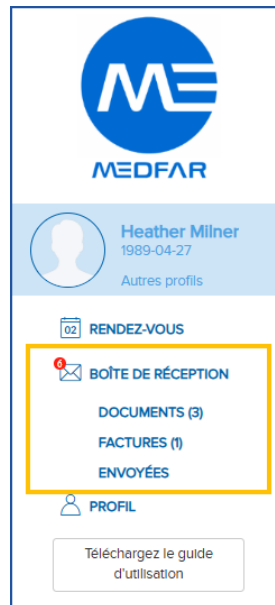 ME
MEDFAR
Heather Milner
1989-04-27
Autres profils
02 RENDEZ-VOUS
6 BOÎTE DE RÉCEPTION
DOCUMENTS (3)
FACTURES (1)
ENVOYÉES
PROFIL
Téléchargez le guide
d'utilisation